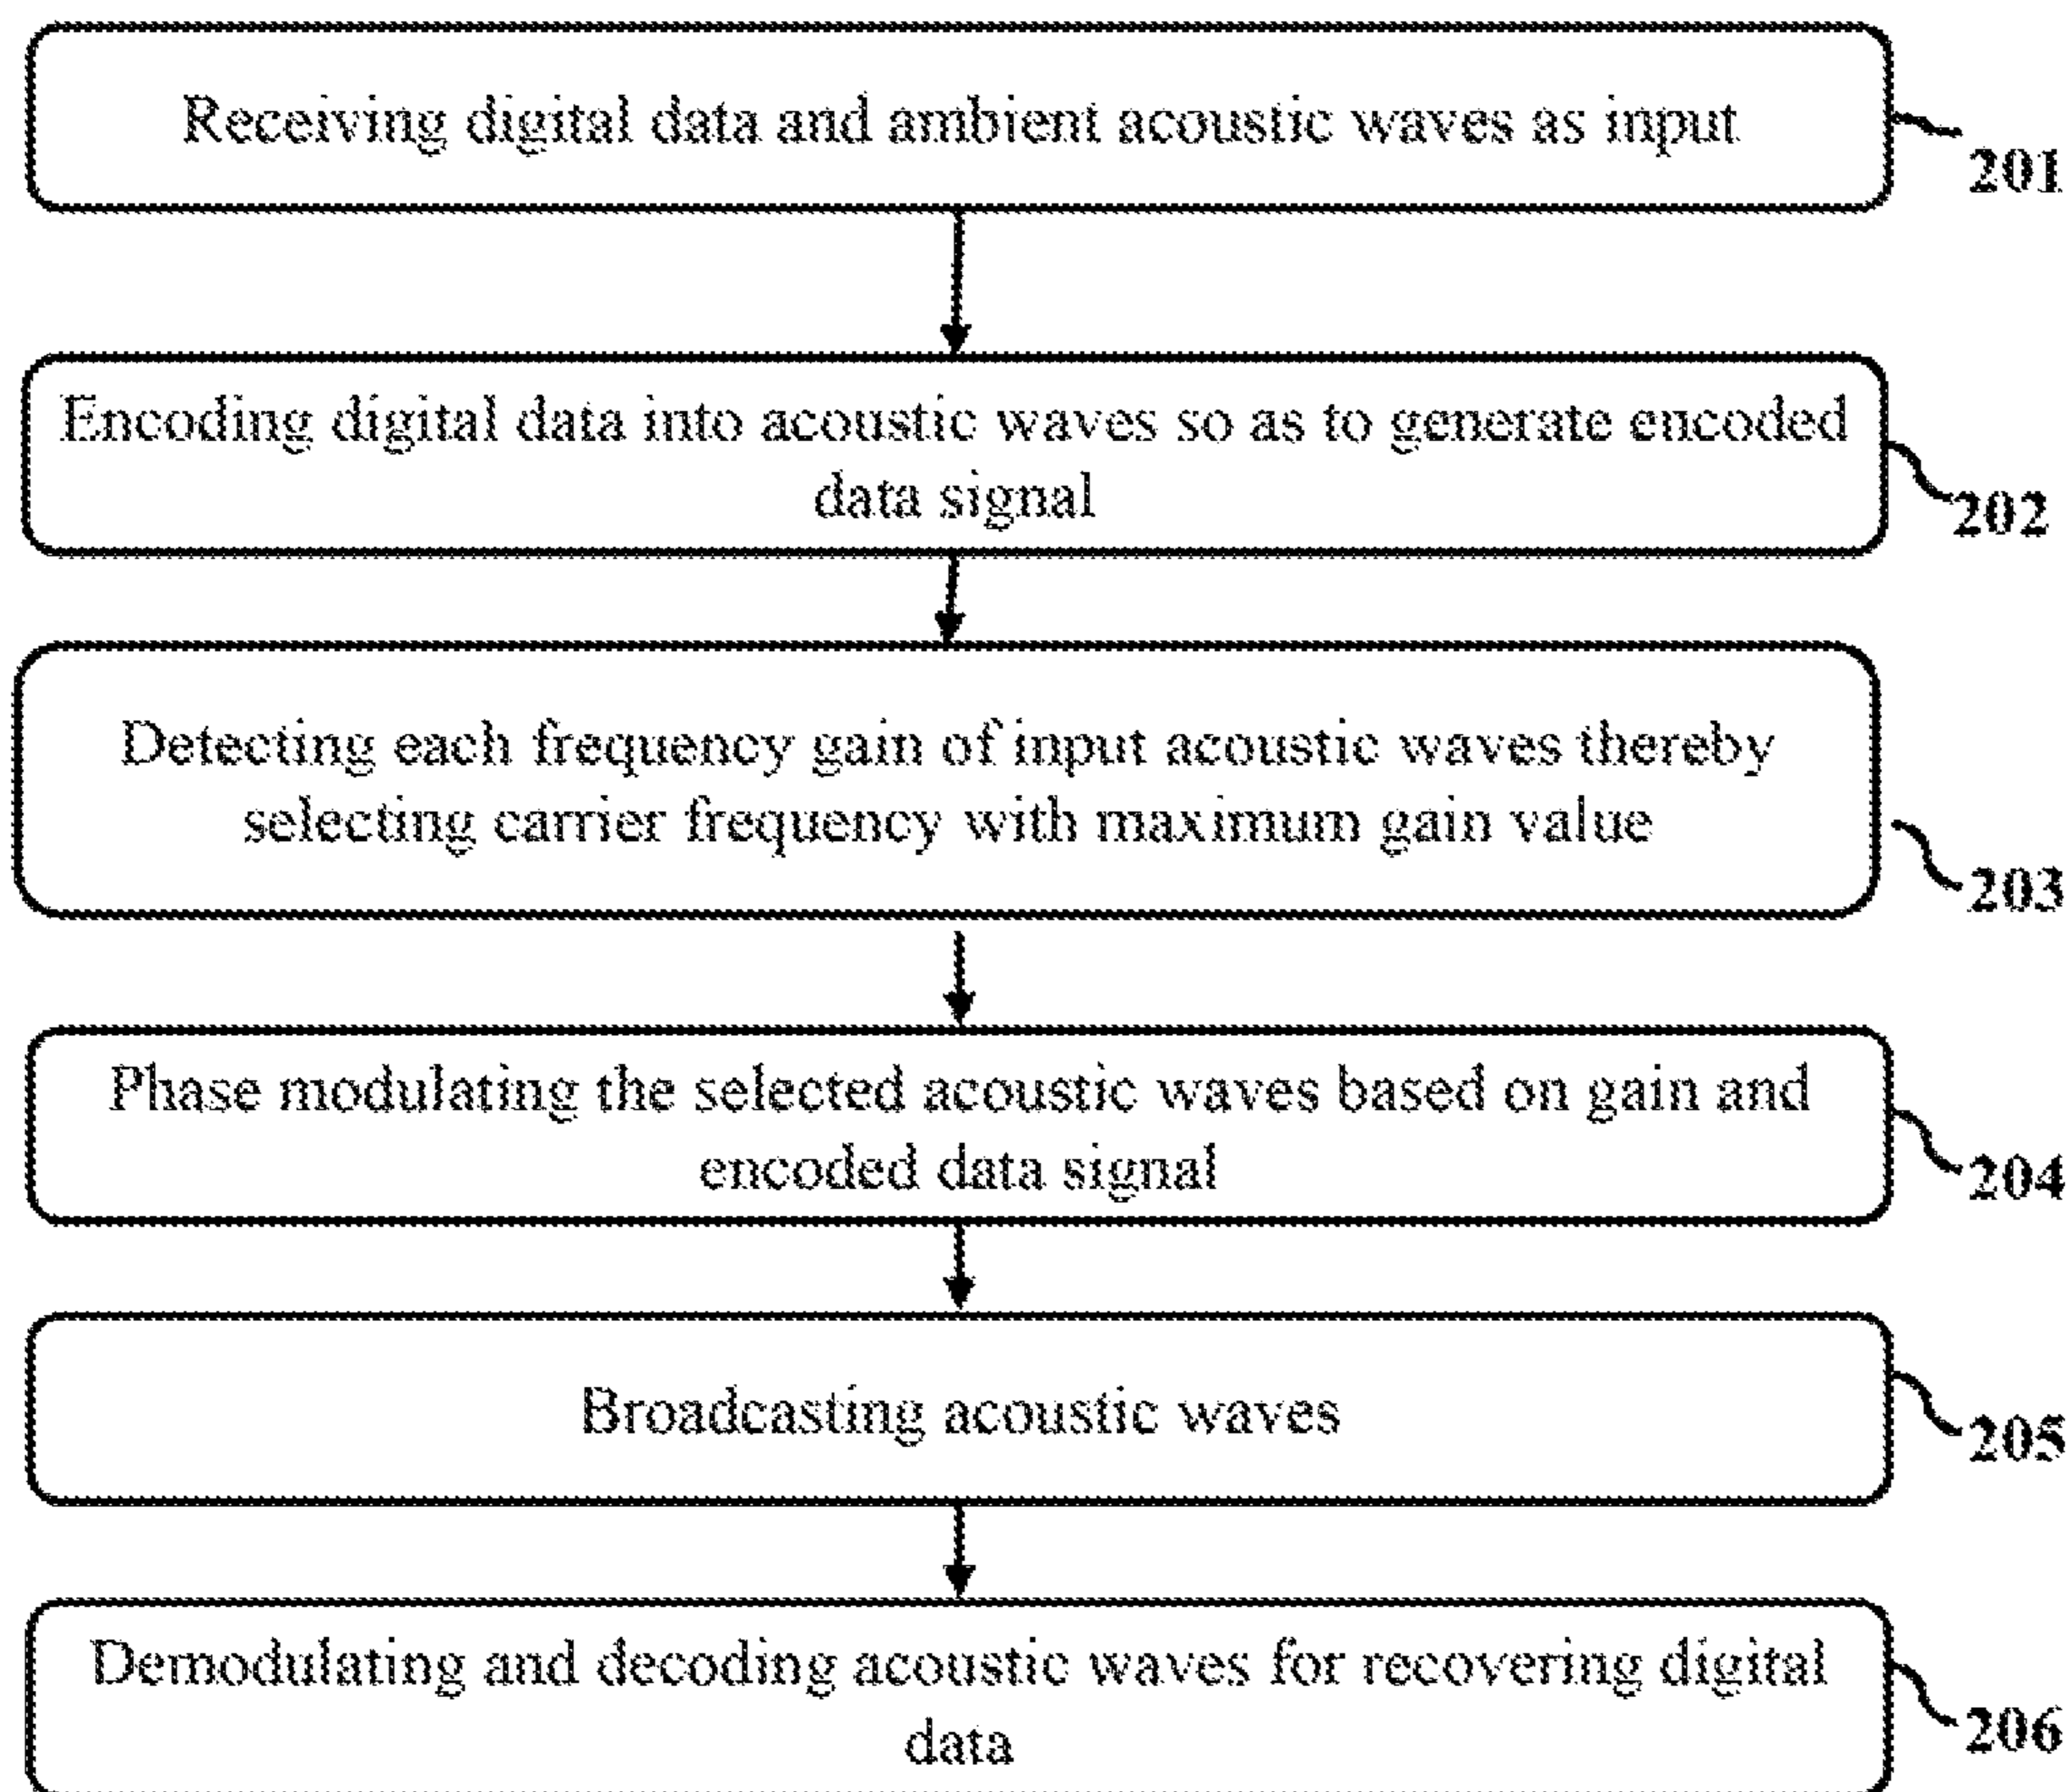 Receiving digital data and ambient acoustic waves as input
201
Encoding digital data into acoustic waves so as to generate encoded
data signal
202
Detecting each frequency gain of input acoustic waves thereby
selecting carrier frequency with maximum gain value
203
Phase modulating the selected acoustic waves based on gain and
encoded data signal
204
Broadcasting acoustic waves
205
Demodulating and decoding acoustic waves for recovering digital
data
206